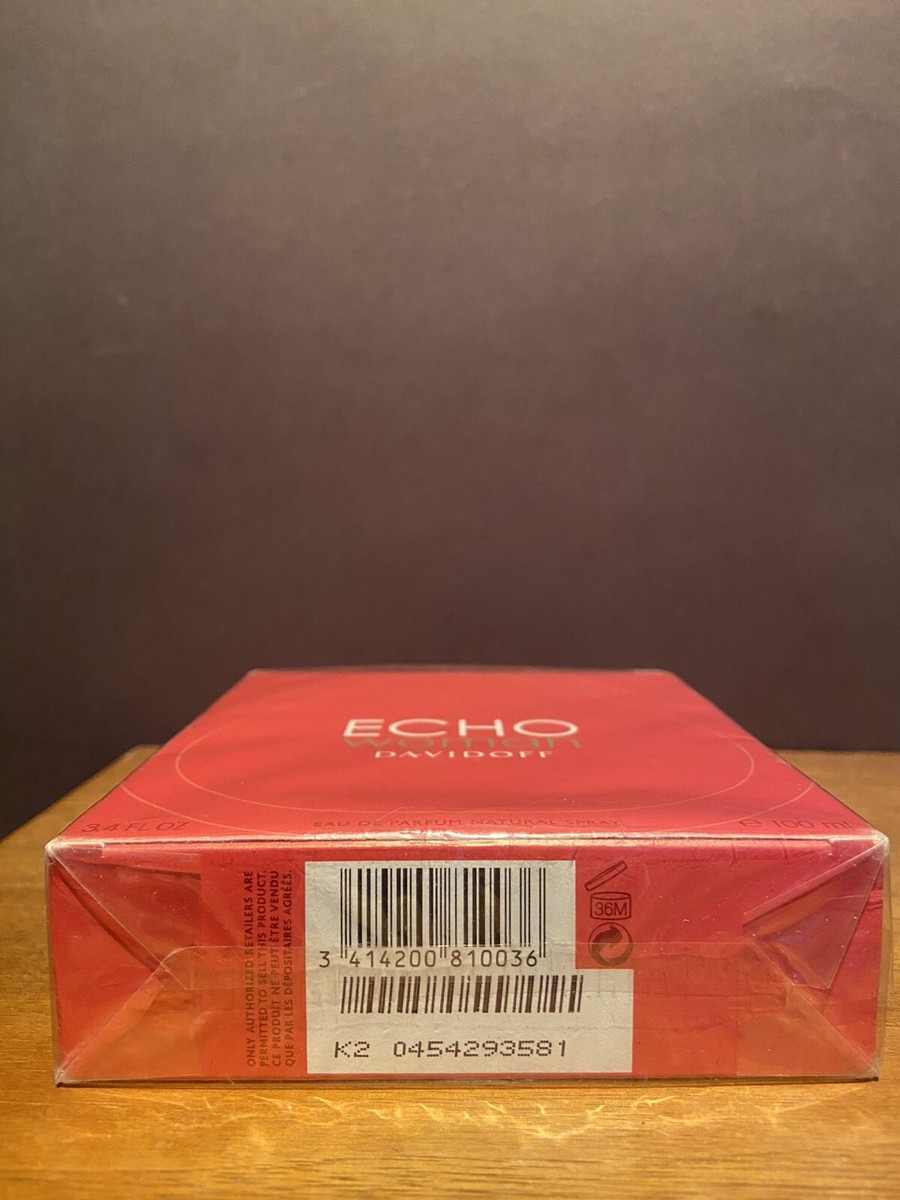 ECHO
woman
DAVIDOFF
3.4 FL OZ
EAU DE PARFUM NATURAL SPRAY
e 100 ml
ONLY AUTHORIZED RETAILERS ARE
PERMITTED TO SELL THIS PRODUCT.
CE PRODUIT NE PEUT ÊTRE VENDU
QUE PAR LES DÉPOSITAIRES AGRÉÉS.
36M
3 414200 810036
K2 0454293581